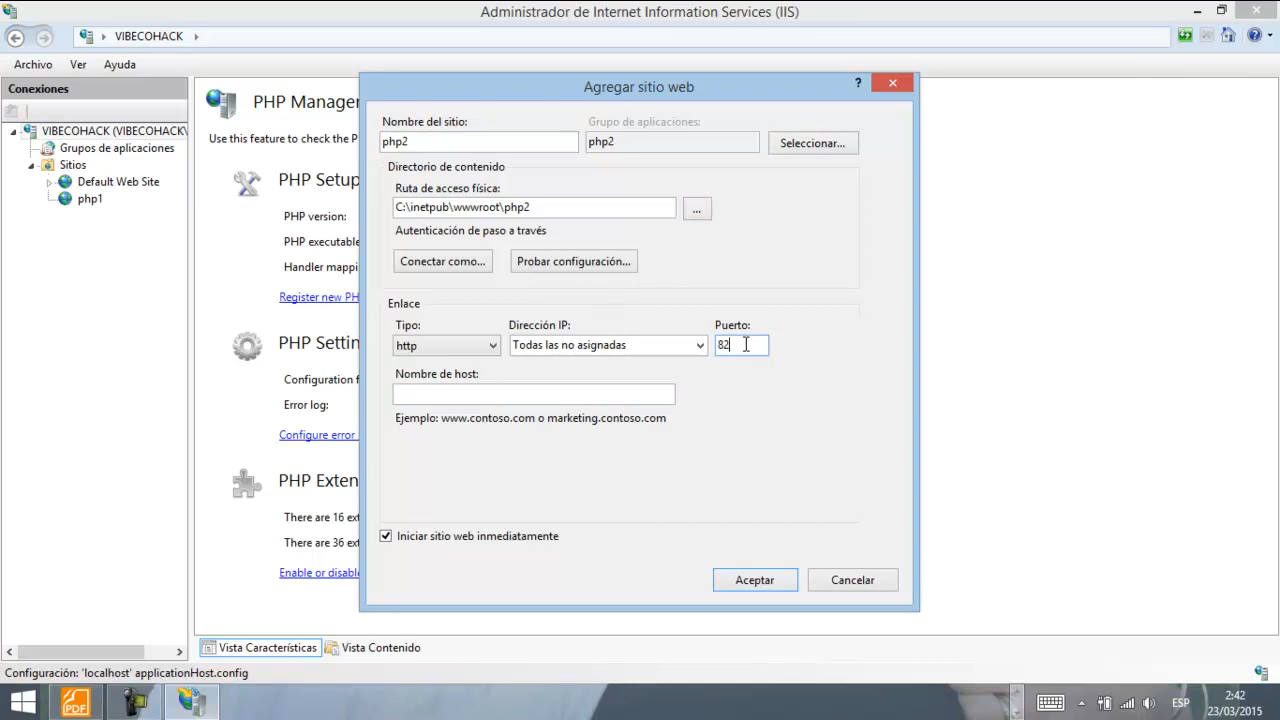 Administrador de Internet Information Services (IIS)
VIBECOHACK
Archivo Ver Ayuda
Conexiones
VIBECOHACK (VIBECOHACK\
Grupos de aplicaciones
Sitios
Default Web Site
php1
PHP Manag
Use this feature to check the P
PHP Setup
PHP version:
PHP executabl
Handler mappi
Register new PH
PHP Settin
Configuration f
Error log:
Configure error
PHP Exten
There are 16 ext
There are 36 ext
Enable or disabl
Agregar sitio web
?
Nombre del sitio:
Grupo de aplicaciones:
php2
php2
Seleccionar...
Directorio de contenido
Ruta de acceso física:
C:\inetpub\wwwroot\php2
...
Autenticación de paso a través
Conectar como...
Probar configuración...
Enlace
Tipo:
Dirección IP:
Puerto:
http
Todas las no asignadas
82
Nombre de host:
Ejemplo: www.contoso.com o marketing.contoso.com
Iniciar sitio web inmediatamente
Aceptar
Cancelar
Vista Características
Vista Contenido
Configuración: 'localhost' applicationHost.config
PDF
ESP
2:42
23/03/2015